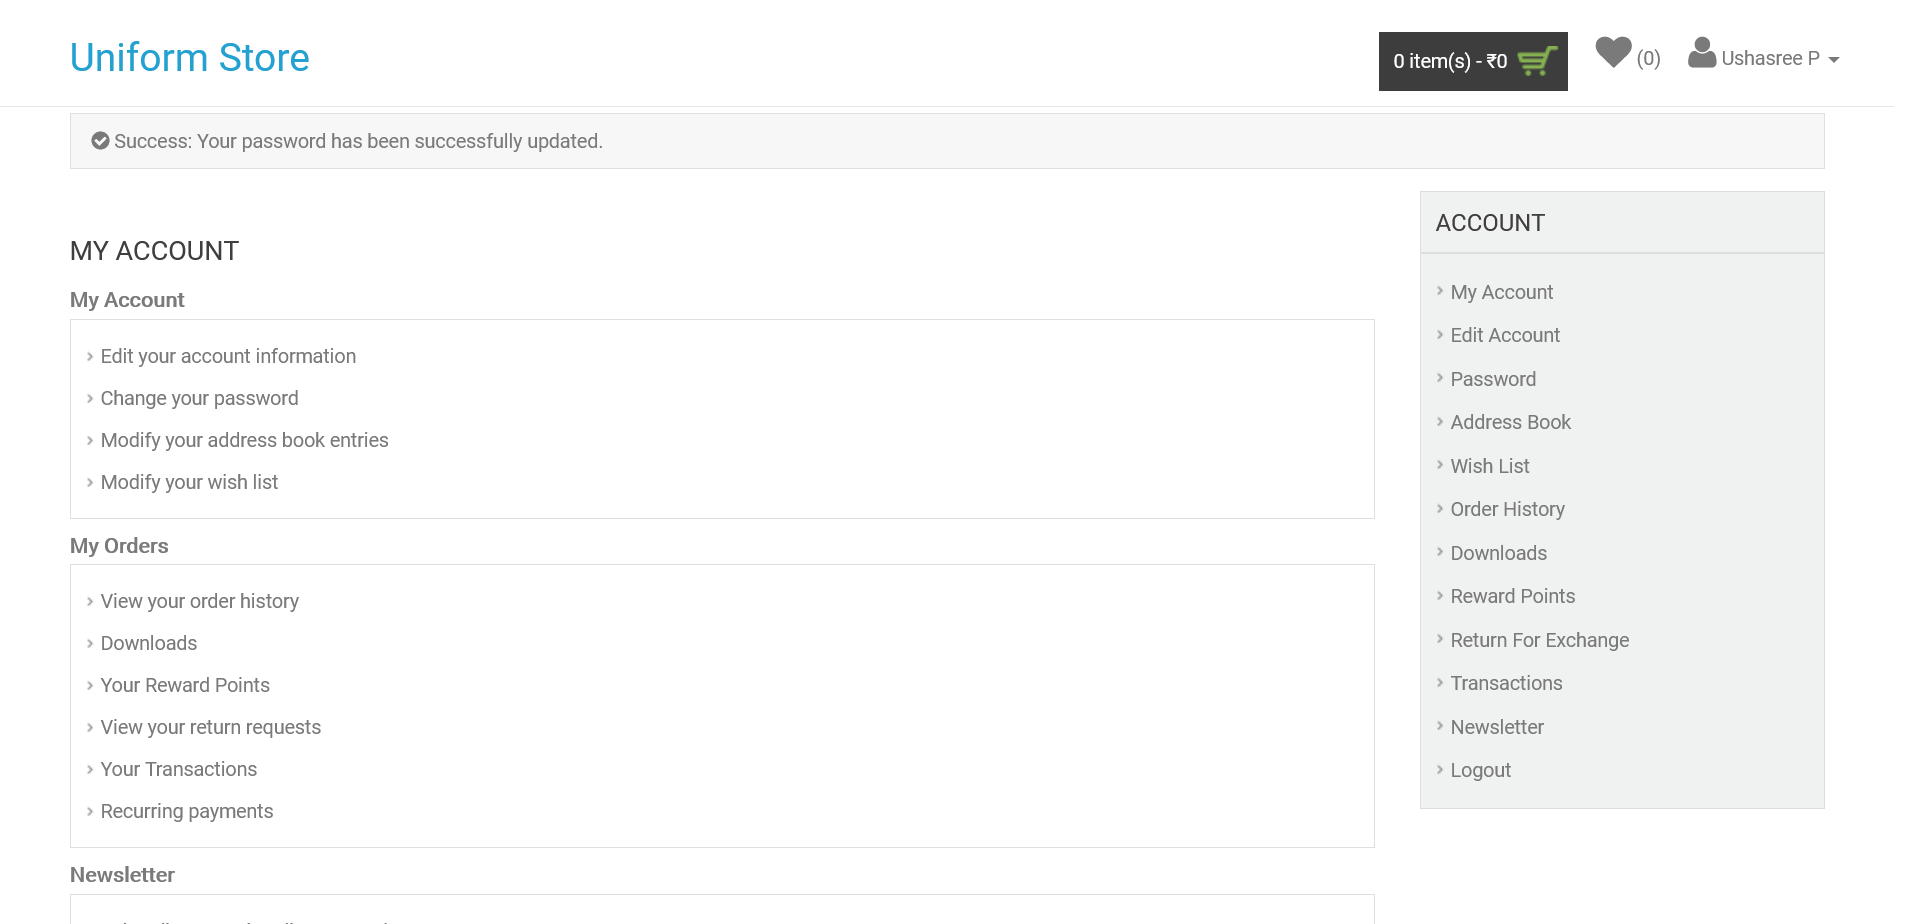 Uniform Store
0 item(s) - ₹0
(0)
Ushasree P
Success: Your password has been successfully updated.
MY ACCOUNT
My Account
Edit your account information
Change your password
Modify your address book entries
Modify your wish list
My Orders
View your order history
Downloads
Your Reward Points
View your return requests
Your Transactions
Recurring payments
Newsletter
ACCOUNT
My Account
Edit Account
Password
Address Book
Wish List
Order History
Downloads
Reward Points
Return For Exchange
Transactions
Newsletter
Logout